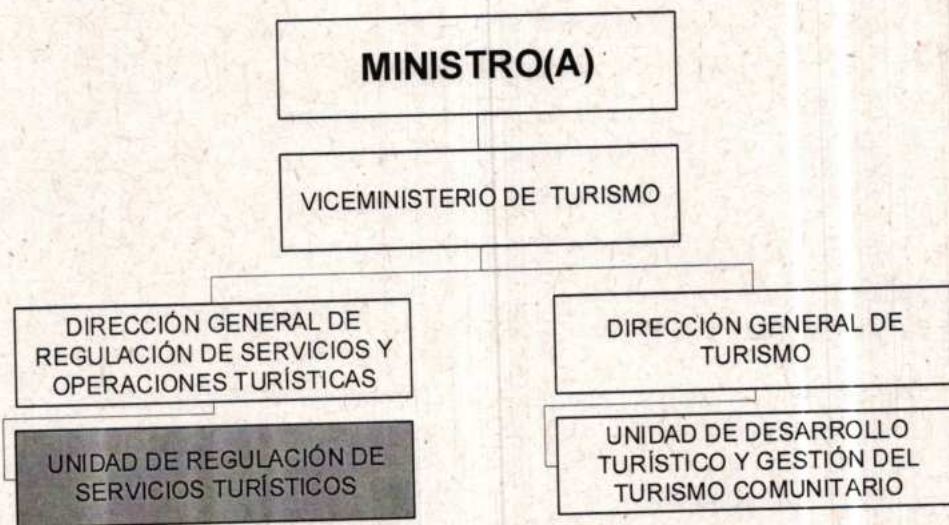 MINISTRO(A)
VICEMINISTERIO DE TURISMO
DIRECCIÓN GENERAL DE
REGULACIÓN DE SERVICIOS Y
OPERACIONES TURÍSTICAS
DIRECCIÓN GENERAL DE
TURISMO
UNIDAD DE REGULACIÓN DE
SERVICIOS TURÍSTICOS
UNIDAD DE DESARROLLO
TURÍSTICO Y GESTIÓN DEL
TURISMO COMUNITARIO